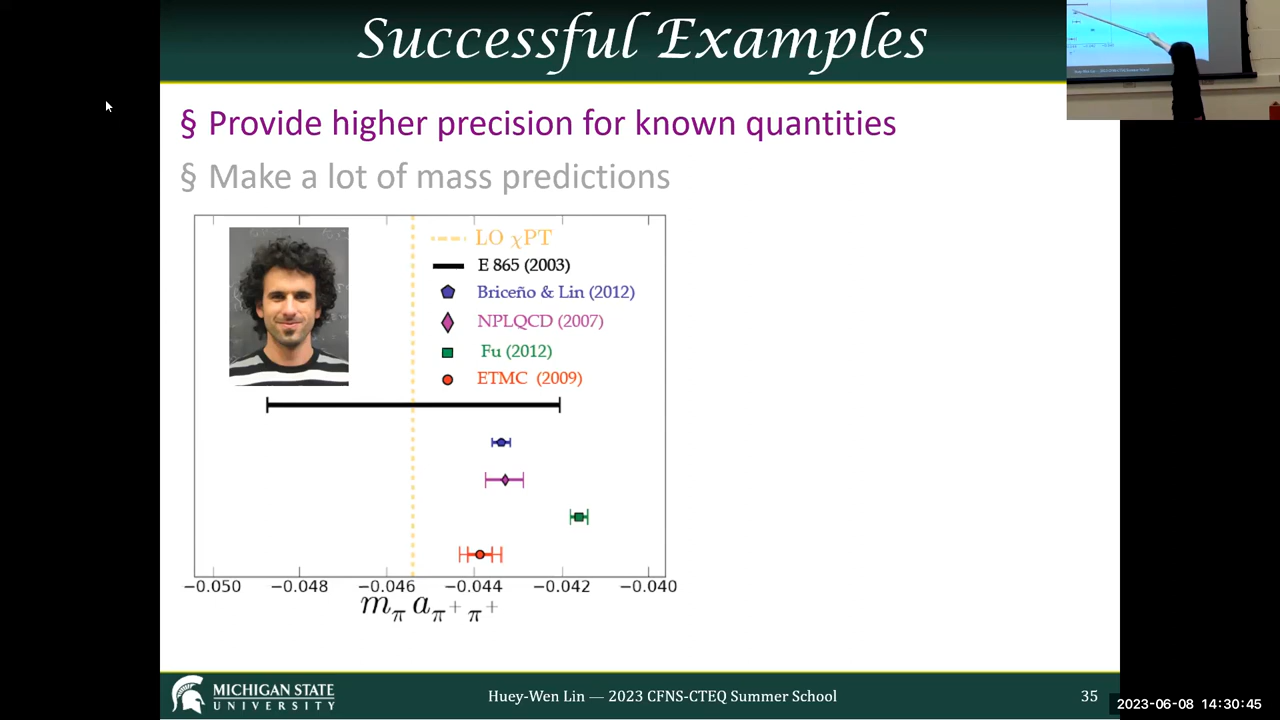 Successful Examples
§ Provide higher precision for known quantities
§ Make a lot of mass predictions
LO χPT
E 865 (2003)
Briceño & Lin (2012)
NPLQCD (2007)
Fu (2012)
ETMC (2009)
−0.050 −0.048 −0.046 −0.044 −0.042 −0.040
mπ aπ+ π+
MICHIGAN STATE
UNIVERSITY
Huey-Wen Lin — 2023 CFNS-CTEQ Summer School
35
2023-06-08 14:30:45